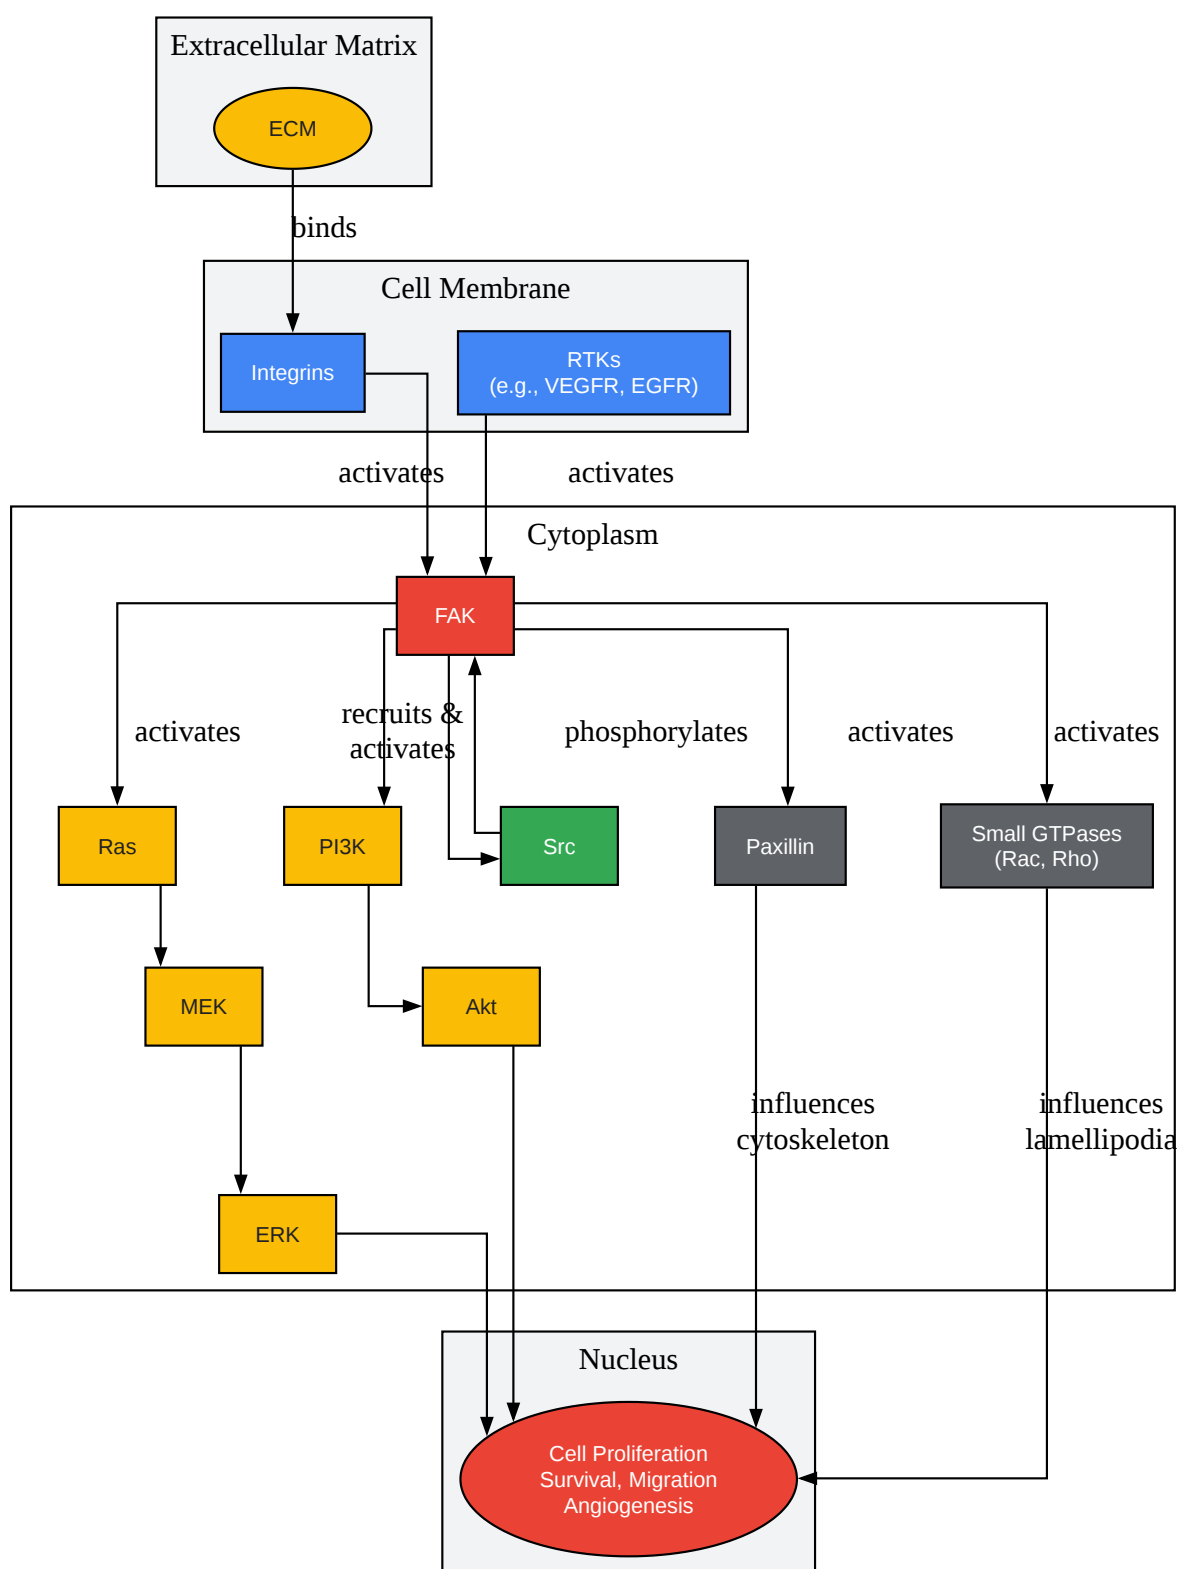 Extracellular Matrix
ECM
binds
Cell Membrane
Integrins
RTKs
(e.g., VEGFR, EGFR)
activates
activates
Cytoplasm
FAK
activates
recruits &
activates
phosphorylates
activates
activates
Ras
PI3K
Src
Paxillin
Small GTPases
(Rac, Rho)
MEK
Akt
influences
cytoskeleton
influences
lamellipodia
ERK
Nucleus
Cell Proliferation
Survival, Migration
Angiogenesis